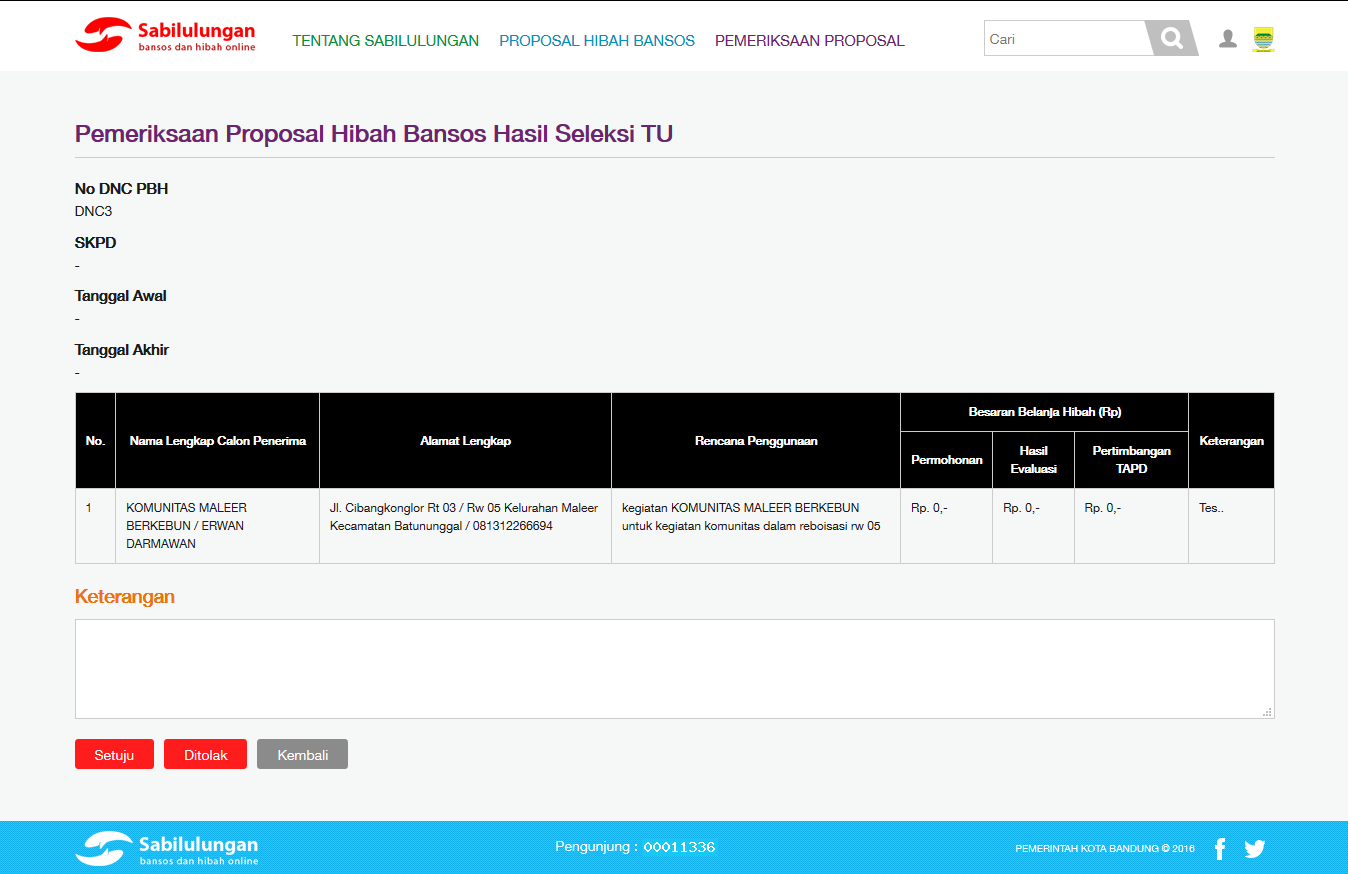 Sabilulungan
bansos dan hibah online
TENTANG SABILULUNGAN
PROPOSAL HIBAH BANSOS
PEMERIKSAAN PROPOSAL
Cari
Pemeriksaan Proposal Hibah Bansos Hasil Seleksi TU
No DNC PBH
DNC3
SKPD
-
Tanggal Awal
-
Tanggal Akhir
-
No.
Nama Lengkap Calon Penerima
Alamat Lengkap
Rencana Penggunaan
Besaran Belanja Hibah (Rp)
Permohonan
Hasil
Evaluasi
Pertimbangan
TAPD
Keterangan
1
KOMUNITAS MALEER
BERKEBUN / ERWAN
DARMAWAN
Jl. Cibangkonglor Rt 03 / Rw 05 Kelurahan Maleer
Kecamatan Batununggal / 081312266694
kegiatan KOMUNITAS MALEER BERKEBUN
untuk kegiatan komunitas dalam reboisasi rw 05
Rp. 0,-
Rp. 0,-
Rp. 0,-
Tes..
Keterangan
Setuju
Ditolak
Kembali
Sabilulungan
bansos dan hibah online
Pengunjung : 00011336
PEMERINTAH KOTA BANDUNG © 2016